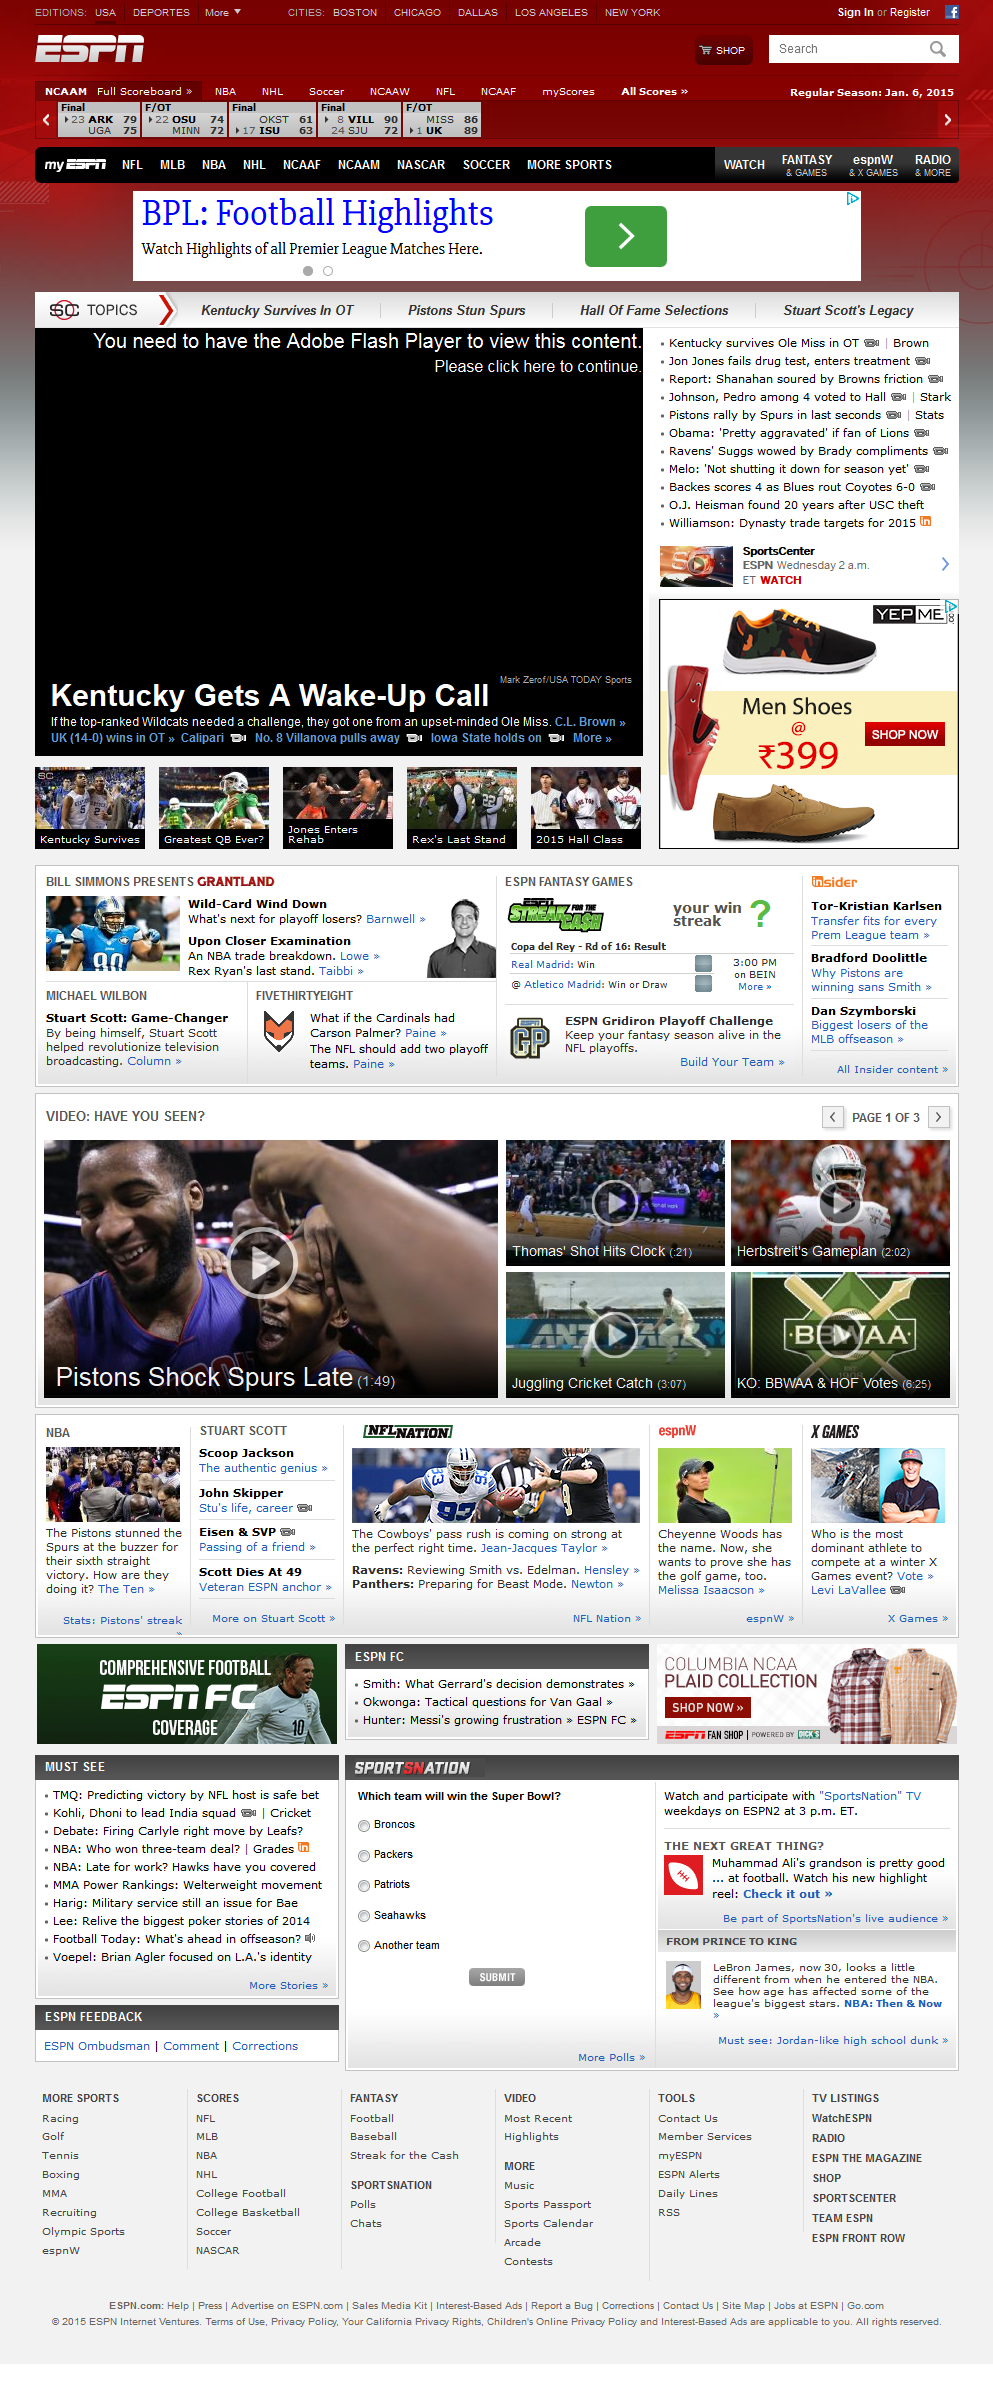 EDITIONS: USA DEPORTES More CITIES: BOSTON CHICAGO DALLAS LOS ANGELES NEW YORK Sign In or Register
ESPN
SHOP
Search
NCAAM Full Scoreboard » NBA NHL Soccer NCAAW NFL NCAAF myScores All Scores » Regular Season: Jan. 6, 2015
Final F/OT Final Final F/OT
23 ARK 79 22 OSU 74 OKST 61 8 VILL 90 MISS 86
UGA 75 MINN 72 17 ISU 63 24 SJU 72 1 UK 89
my ESPN NFL MLB NBA NHL NCAAF NCAAM NASCAR SOCCER MORE SPORTS WATCH FANTASY & GAMES espnW & X GAMES RADIO & MORE
BPL: Football Highlights
Watch Highlights of all Premier League Matches Here.
SC TOPICS Kentucky Survives In OT Pistons Stun Spurs Hall Of Fame Selections Stuart Scott's Legacy
You need to have the Adobe Flash Player to view this content.
Please click here to continue.
Mark Zerof/USA TODAY Sports
Kentucky Gets A Wake-Up Call
If the top-ranked Wildcats needed a challenge, they got one from an upset-minded Ole Miss. C.L. Brown »
UK (14-0) wins in OT » Calipari No. 8 Villanova pulls away Iowa State holds on More »
Kentucky survives Ole Miss in OT | Brown
Jon Jones fails drug test, enters treatment
Report: Shanahan soured by Browns friction
Johnson, Pedro among 4 voted to Hall | Stark
Pistons rally by Spurs in last seconds | Stats
Obama: 'Pretty aggravated' if fan of Lions
Ravens' Suggs wowed by Brady compliments
Melo: 'Not shutting it down for season yet'
Backes scores 4 as Blues rout Coyotes 6-0
O.J. Heisman found 20 years after USC theft
Williamson: Dynasty trade targets for 2015 in
SportsCenter
ESPN Wednesday 2 a.m.
ET WATCH
YEPME
Men Shoes
@
₹399
SHOP NOW
SC
Kentucky Survives
Greatest QB Ever?
Jones Enters
Rehab
Rex's Last Stand
2015 Hall Class
BILL SIMMONS PRESENTS GRANTLAND
Wild-Card Wind Down
What's next for playoff losers? Barnwell »
Upon Closer Examination
An NBA trade breakdown. Lowe »
Rex Ryan's last stand. Taibbi »
MICHAEL WILBON
Stuart Scott: Game-Changer
By being himself, Stuart Scott
helped revolutionize television
broadcasting. Column »
FIVETHIRTYEIGHT
What if the Cardinals had
Carson Palmer? Paine »
The NFL should add two playoff
teams. Paine »
ESPN FANTASY GAMES
STREAK FOR THE CASH
your win
streak ?
Copa del Rey - Rd of 16: Result
Real Madrid: Win
@ Atletico Madrid: Win or Draw
3:00 PM
on BEIN
More »
GP
ESPN Gridiron Playoff Challenge
Keep your fantasy season alive in the
NFL playoffs.
Build Your Team »
insider
Tor-Kristian Karlsen
Transfer fits for every
Prem League team »
Bradford Doolittle
Why Pistons are
winning sans Smith »
Dan Szymborski
Biggest losers of the
MLB offseason »
All Insider content »
VIDEO: HAVE YOU SEEN?
PAGE 1 OF 3
Pistons Shock Spurs Late (1:49)
Thomas' Shot Hits Clock (:21)
Herbstreit's Gameplan (2:02)
Juggling Cricket Catch (3:07)
BBWAA
KO: BBWAA & HOF Votes (6:25)
NBA
The Pistons stunned the
Spurs at the buzzer for
their sixth straight
victory. How are they
doing it? The Ten »
Stats: Pistons' streak
»
STUART SCOTT
Scoop Jackson
The authentic genius »
John Skipper
Stu's life, career
Eisen & SVP
Passing of a friend »
Scott Dies At 49
Veteran ESPN anchor »
More on Stuart Scott »
NFL NATION
The Cowboys' pass rush is coming on strong at
the perfect right time. Jean-Jacques Taylor »
Ravens: Reviewing Smith vs. Edelman. Hensley »
Panthers: Preparing for Beast Mode. Newton »
NFL Nation »
espnW
Cheyenne Woods has
the name. Now, she
wants to prove she has
the golf game, too.
Melissa Isaacson »
espnW »
X GAMES
Who is the most
dominant athlete to
compete at a winter X
Games event? Vote »
Levi LaVallee
X Games »
COMPREHENSIVE FOOTBALL
ESPN FC
COVERAGE
10
ESPN FC
Smith: What Gerrard's decision demonstrates »
Okwonga: Tactical questions for Van Gaal »
Hunter: Messi's growing frustration » ESPN FC »
COLUMBIA NCAA
PLAID COLLECTION
SHOP NOW »
ESPN FAN SHOP | POWERED BY DICK'S
MUST SEE
TMQ: Predicting victory by NFL host is safe bet
Kohli, Dhoni to lead India squad | Cricket
Debate: Firing Carlyle right move by Leafs?
NBA: Who won three-team deal? | Grades in
NBA: Late for work? Hawks have you covered
MMA Power Rankings: Welterweight movement
Harig: Military service still an issue for Bae
Lee: Relive the biggest poker stories of 2014
Football Today: What's ahead in offseason?
Voepel: Brian Agler focused on L.A.'s identity
More Stories »
ESPN FEEDBACK
ESPN Ombudsman | Comment | Corrections
SPORTSNATION
Which team will win the Super Bowl?
Broncos
Packers
Patriots
Seahawks
Another team
SUBMIT
More Polls »
Watch and participate with "SportsNation" TV
weekdays on ESPN2 at 3 p.m. ET.
THE NEXT GREAT THING?
Muhammad Ali's grandson is pretty good
... at football. Watch his new highlight
reel: Check it out »
Be part of SportsNation's live audience »
FROM PRINCE TO KING
LeBron James, now 30, looks a little
different from when he entered the NBA.
See how age has affected some of the
league's biggest stars. NBA: Then & Now
»
Must see: Jordan-like high school dunk »
MORE SPORTS
Racing
Golf
Tennis
Boxing
MMA
Recruiting
Olympic Sports
espnW
SCORES
NFL
MLB
NBA
NHL
College Football
College Basketball
Soccer
NASCAR
FANTASY
Football
Baseball
Streak for the Cash
SPORTSNATION
Polls
Chats
VIDEO
Most Recent
Highlights
MORE
Music
Sports Passport
Sports Calendar
Arcade
Contests
TOOLS
Contact Us
Member Services
myESPN
ESPN Alerts
Daily Lines
RSS
TV LISTINGS
WatchESPN
RADIO
ESPN THE MAGAZINE
SHOP
SPORTSCENTER
TEAM ESPN
ESPN FRONT ROW
ESPN.com: Help | Press | Advertise on ESPN.com | Sales Media Kit | Interest-Based Ads | Report a Bug | Corrections | Contact Us | Site Map | Jobs at ESPN | Go.com
© 2015 ESPN Internet Ventures. Terms of Use, Privacy Policy, Your California Privacy Rights, Children's Online Privacy Policy and Interest-Based Ads are applicable to you. All rights reserved.